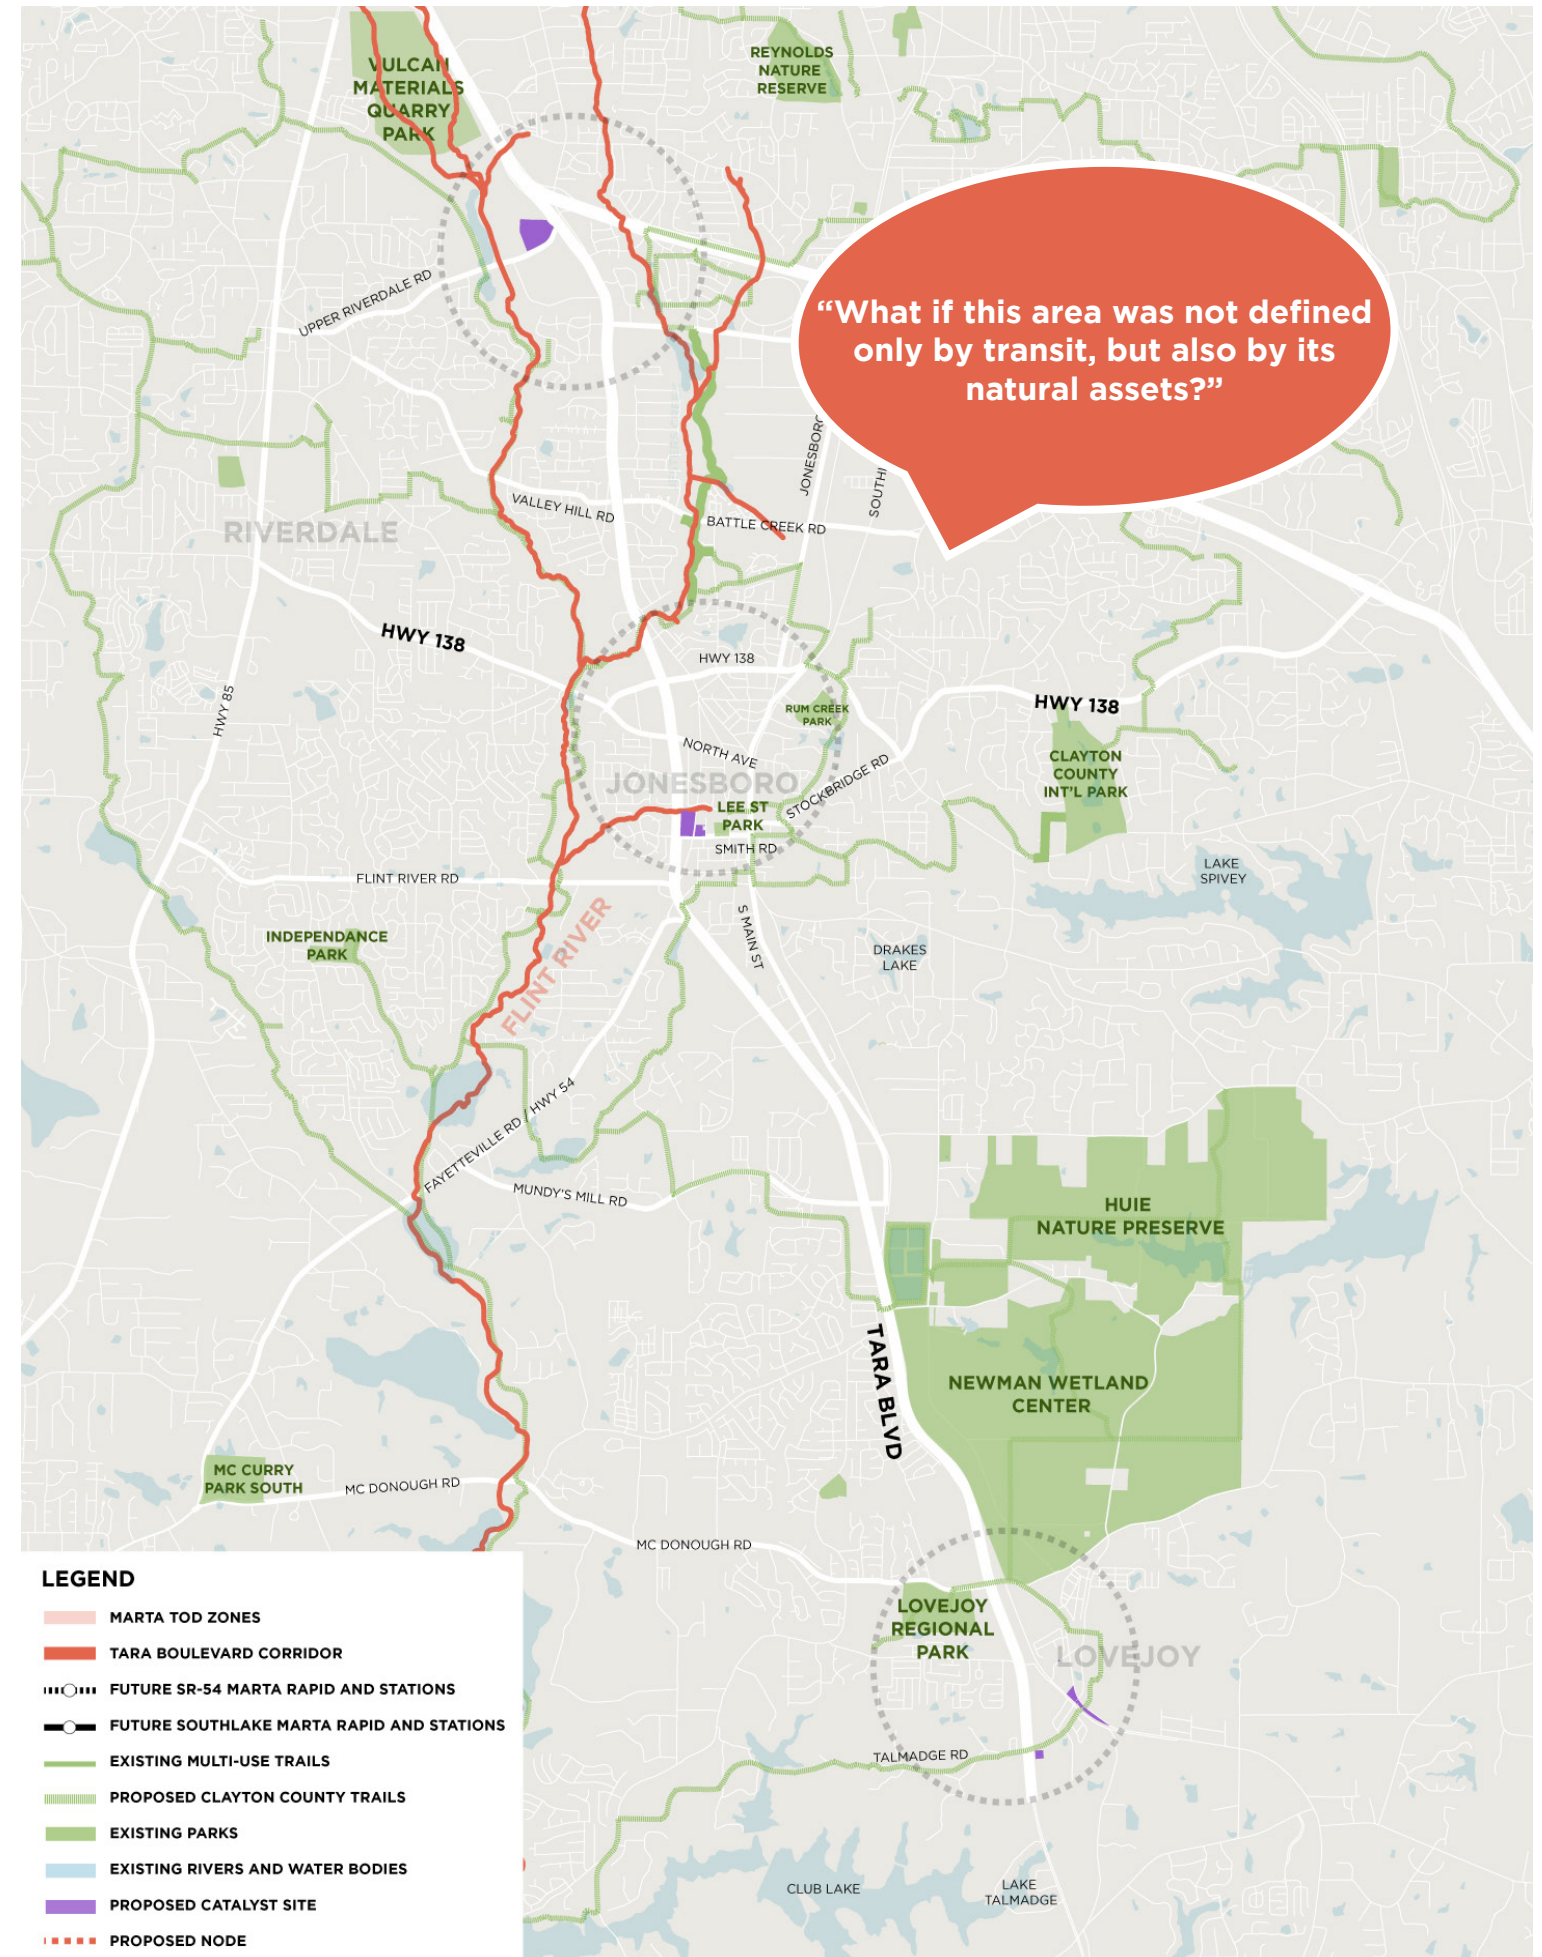 VULCAN
MATERIALS
QUARRY
PARK
REYNOLDS
NATURE
RESERVE
UPPER RIVERDALE RD
“What if this area was not defined
only by transit, but also by its
natural assets?”
RIVERDALE
VALLEY HILL RD
BATTLE CREEK RD
HWY 138
HWY 138
HWY 85
RUM CREEK
PARK
HWY 138
NORTH AVE
JONESBORO
STOCKBRIDGE RD
CLAYTON
COUNTY
INT'L PARK
LEE ST
PARK
SMITH RD
FLINT RIVER RD
LAKE
SPIVEY
FLINT RIVER
S MAIN ST
INDEPENDANCE
PARK
DRAKES
LAKE
FAYETTEVILLE RD / HWY 54
MUNDY'S MILL RD
HUIE
NATURE PRESERVE
TARA BLVD
NEWMAN WETLAND
CENTER
MC CURRY
PARK SOUTH
MC DONOUGH RD
MC DONOUGH RD
LOVEJOY
REGIONAL
PARK
LOVEJOY
TALMADGE RD
CLUB LAKE
LAKE
TALMADGE
LEGEND
MARTA TOD ZONES
TARA BOULEVARD CORRIDOR
FUTURE SR-54 MARTA RAPID AND STATIONS
FUTURE SOUTHLAKE MARTA RAPID AND STATIONS
EXISTING MULTI-USE TRAILS
PROPOSED CLAYTON COUNTY TRAILS
EXISTING PARKS
EXISTING RIVERS AND WATER BODIES
PROPOSED CATALYST SITE
PROPOSED NODE